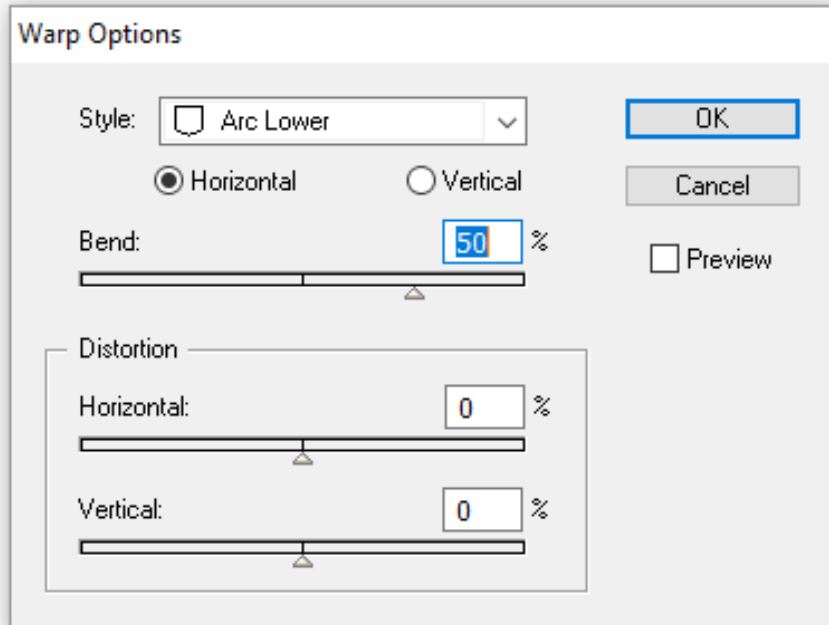 Warp Options
Style: Arc Lower
OK
Horizontal Vertical
Cancel
Bend: 50 %
Preview
Distortion
Horizontal: 0 %
Vertical: 0 %